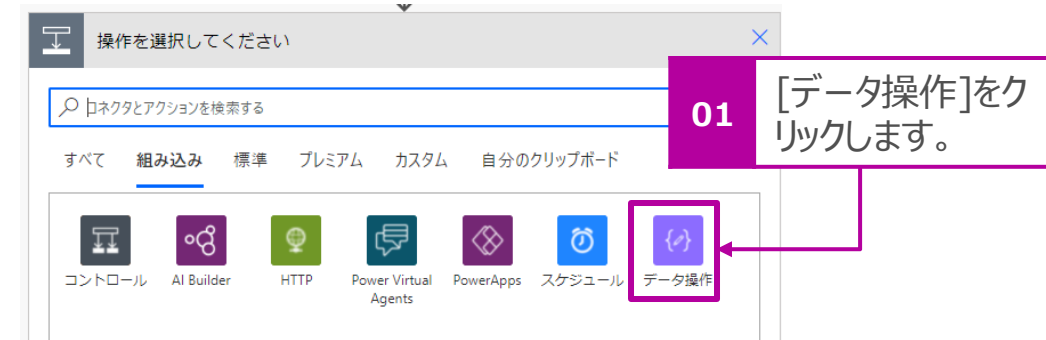 操作を選択してください
コネクタとアクションを検索する
01
[データ操作]をク
リックします。
すべて 組み込み 標準 プレミアム カスタム 自分のクリップボード
コントロール AI Builder HTTP Power Virtual PowerApps スケジュール データ操作
Agents